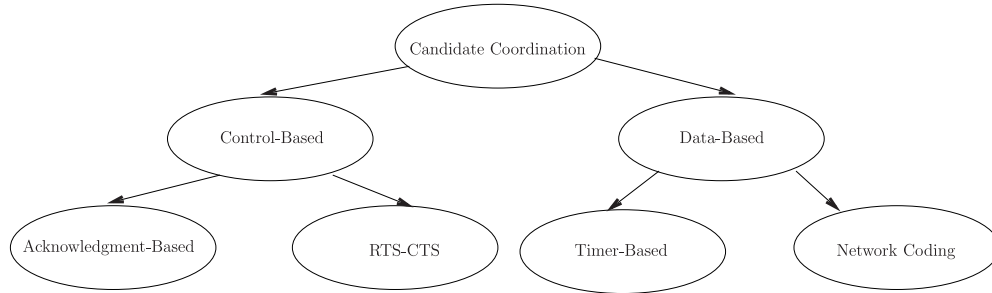 Candidate Coordination
Control-Based
Data-Based
Acknowledgment-Based
RTS-CTS
Timer-Based
Network Coding